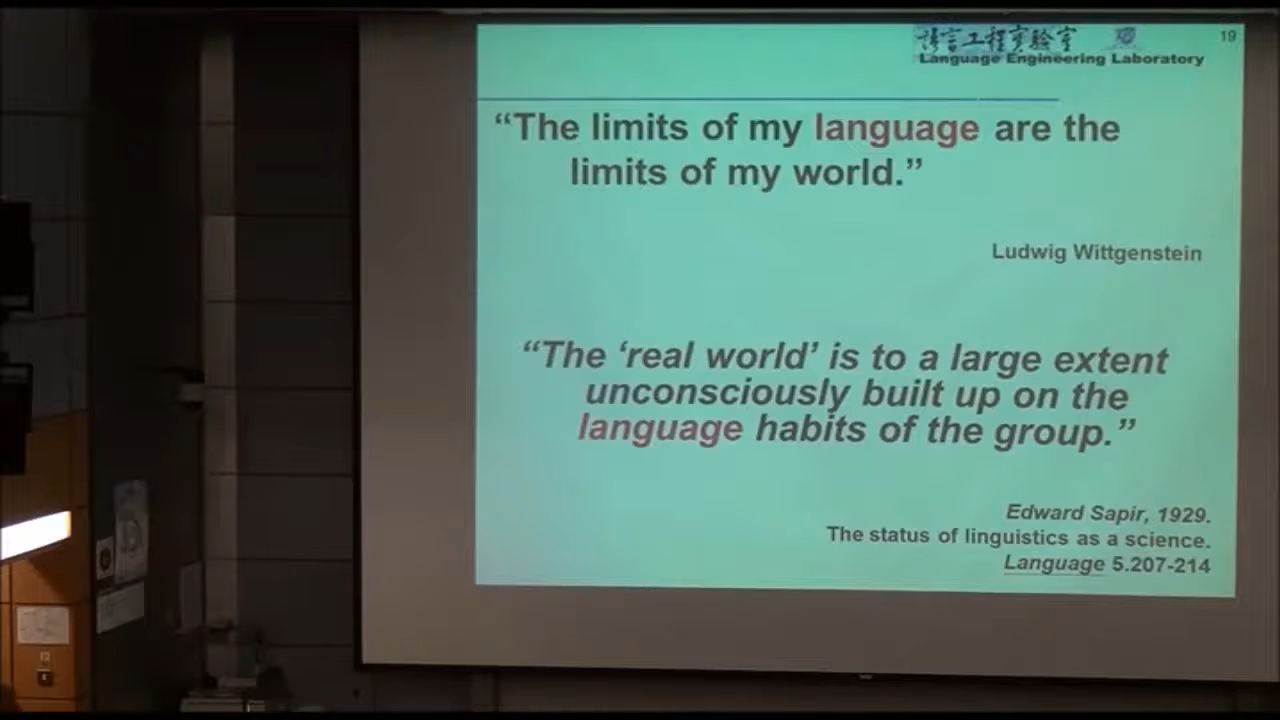 語言工程實驗室
Language Engineering Laboratory
19
“The limits of my language are the
limits of my world.”
Ludwig Wittgenstein
“The ‘real world’ is to a large extent
unconsciously built up on the
language habits of the group.”
Edward Sapir, 1929.
The status of linguistics as a science.
Language 5.207-214